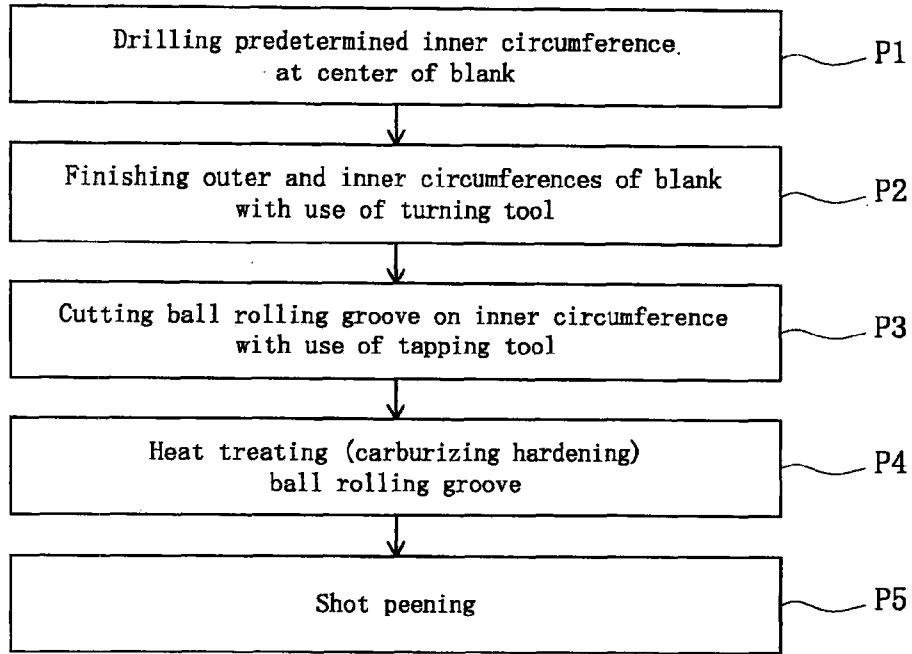 Drilling predetermined inner circumference
at center of blank
P1
Finishing outer and inner circumferences of blank
with use of turning tool
P2
Cutting ball rolling groove on inner circumference
with use of tapping tool
P3
Heat treating (carburizing hardening)
ball rolling groove
P4
Shot peening
P5